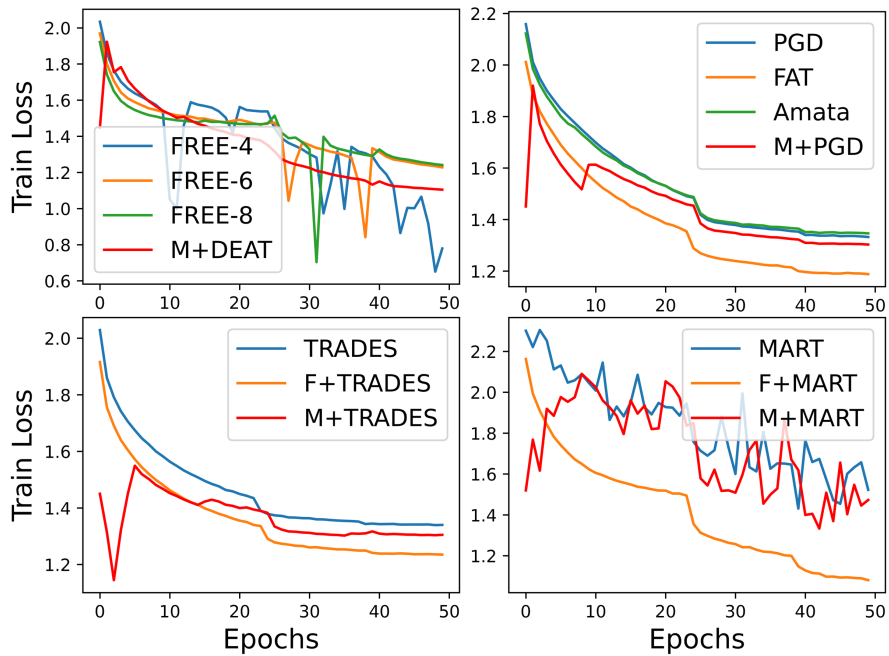 Train Loss
2.0
1.8
1.6
1.4
1.2
1.0
0.8
0.6
FREE-4
FREE-6
FREE-8
M+DEAT
0 10 20 30 40 50
2.2
2.0
1.8
1.6
1.4
1.2
PGD
FAT
Amata
M+PGD
0 10 20 30 40 50
Train Loss
2.0
1.8
1.6
1.4
1.2
TRADES
F+TRADES
M+TRADES
0 10 20 30 40 50
Epochs
2.2
2.0
1.8
1.6
1.4
1.2
MART
F+MART
M+MART
0 10 20 30 40 50
Epochs